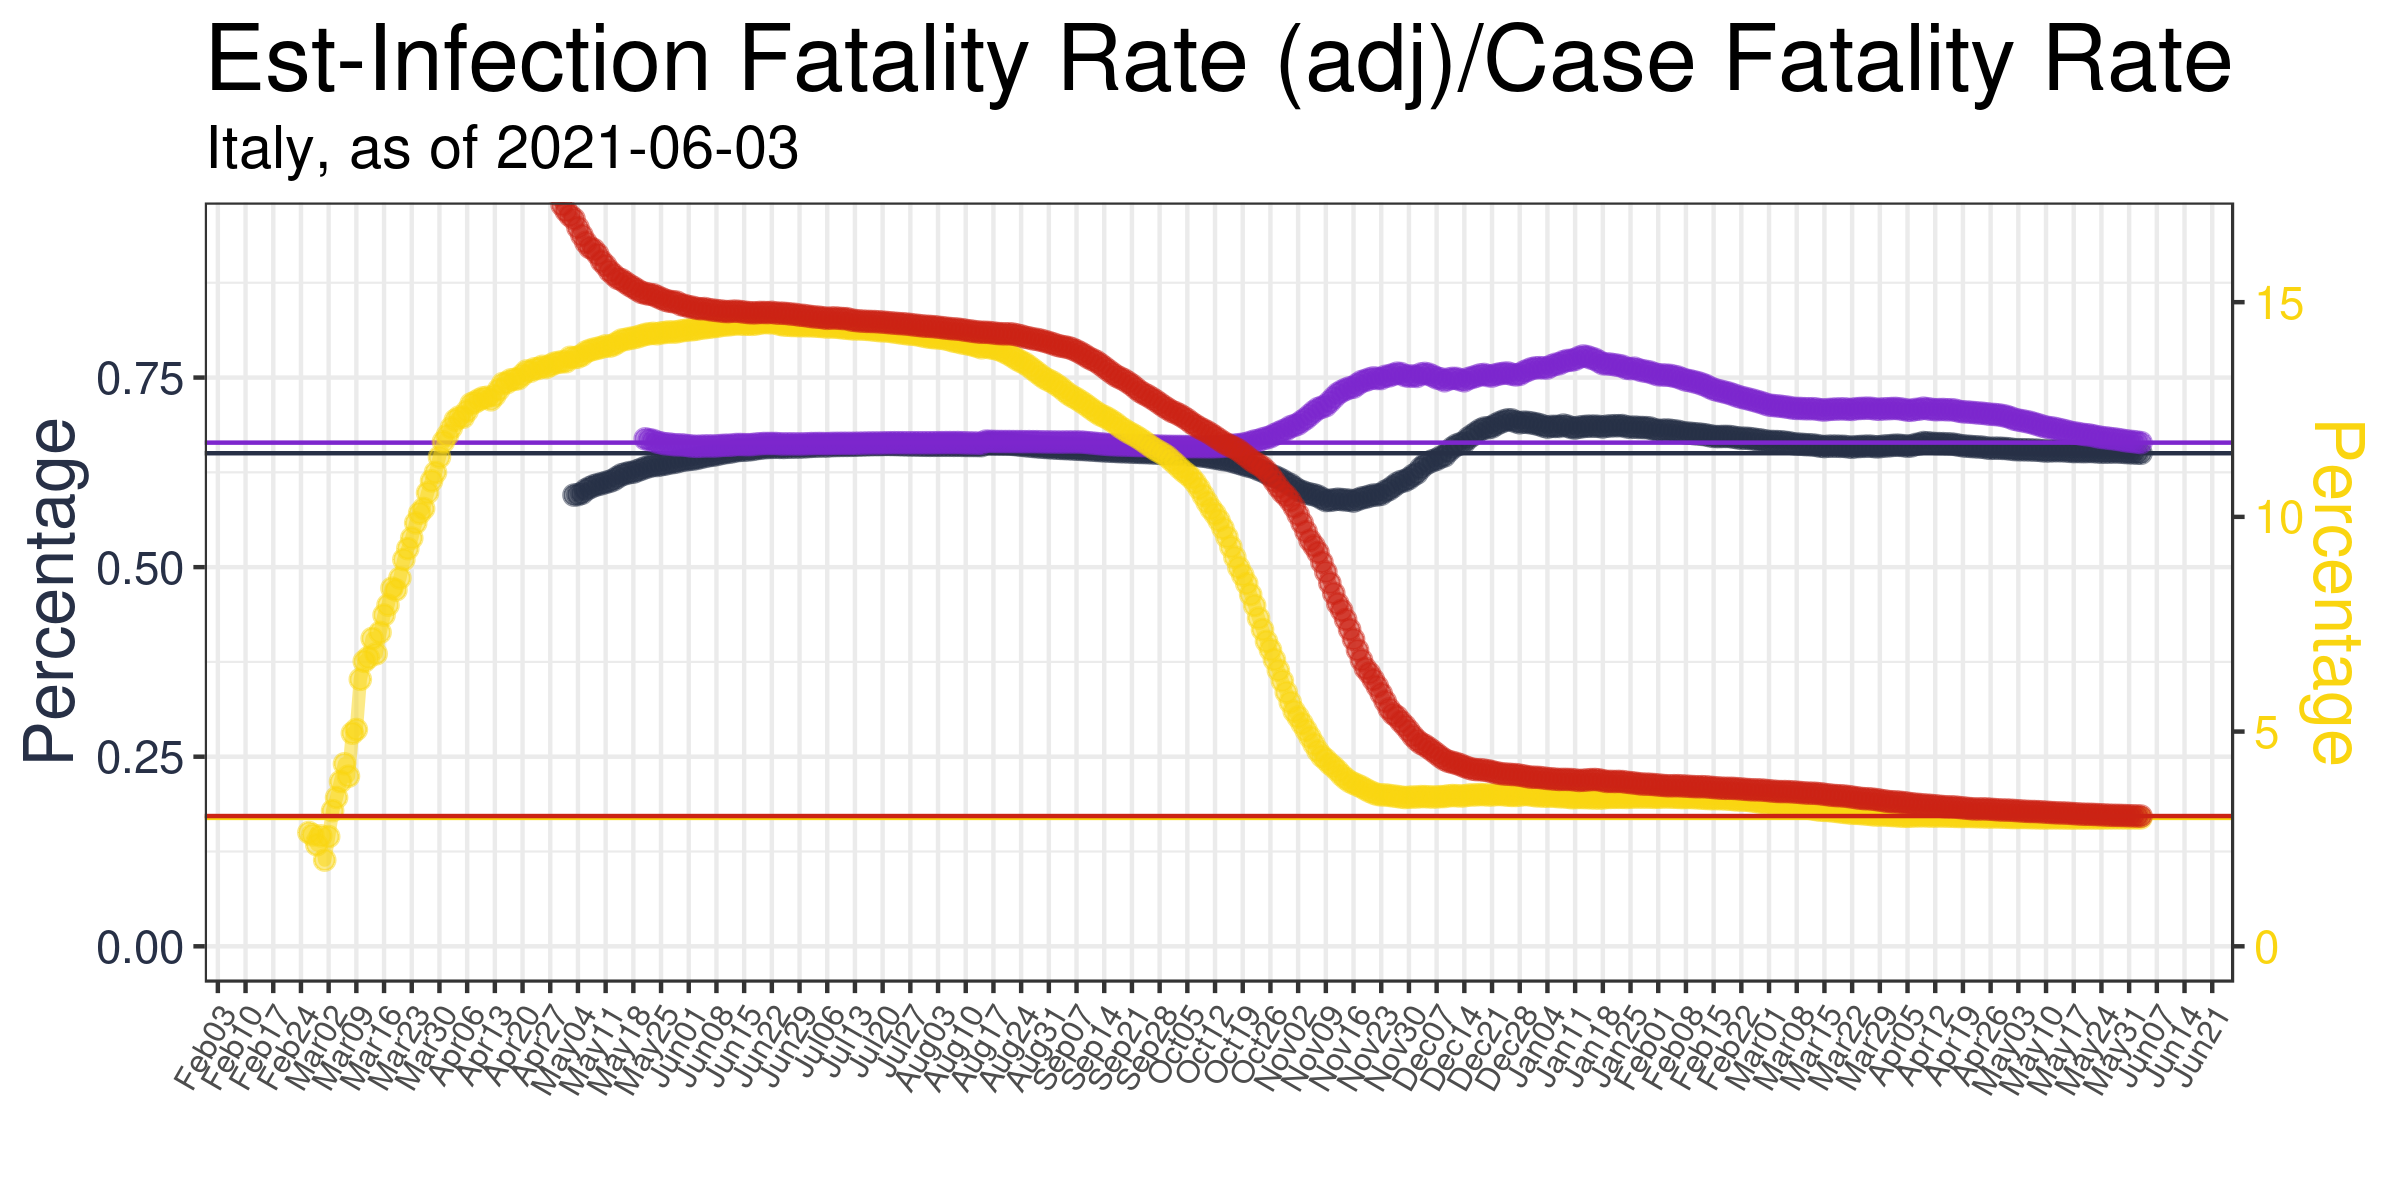 Est-Infection Fatality Rate (adj)/Case Fatality Rate
Italy, as of 2021-06-03
Percentage
0.75
0.50
0.25
0.00
15
10
5
0
Percentage
Feb03
Feb10
Feb17
Feb24
Mar02
Mar09
Mar16
Mar23
Mar30
Apr06
Apr13
Apr20
Apr27
May04
May11
May18
May25
Jun01
Jun08
Jun15
Jun22
Jun29
Jul06
Jul13
Jul20
Jul27
Aug03
Aug10
Aug17
Aug24
Aug31
Sep07
Sep14
Sep21
Sep28
Oct05
Oct12
Oct19
Oct26
Nov02
Nov09
Nov16
Nov23
Nov30
Dec07
Dec14
Dec21
Dec28
Jan04
Jan11
Jan18
Jan25
Feb01
Feb08
Feb15
Feb22
Mar01
Mar08
Mar15
Mar22
Mar29
Apr05
Apr12
Apr19
Apr26
May03
May10
May17
May24
May31
Jun07
Jun14
Jun21